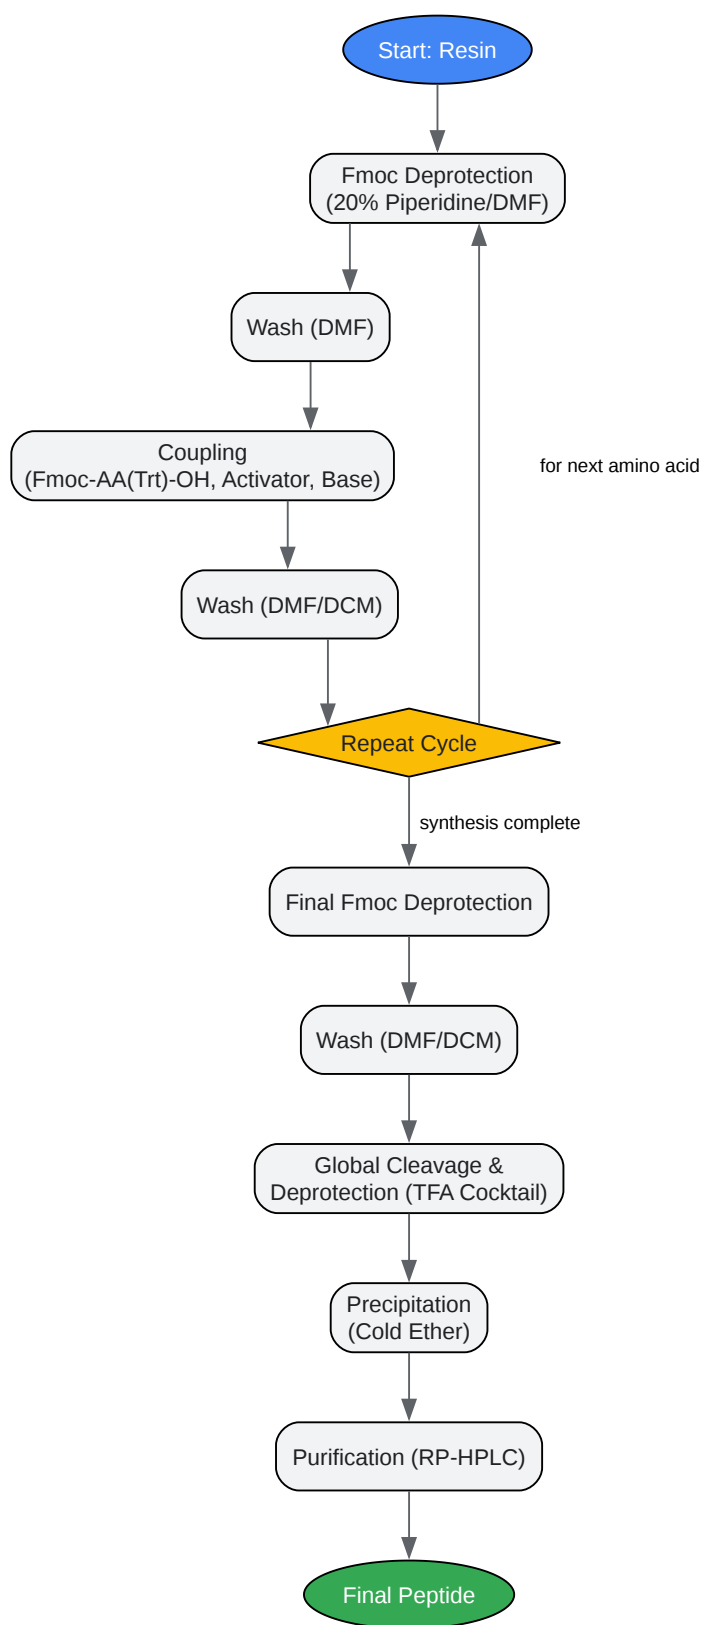 Start: Resin
Fmoc Deprotection
(20% Piperidine/DMF)
Wash (DMF)
Coupling
(Fmoc-AA(Trt)-OH, Activator, Base)
for next amino acid
Wash (DMF/DCM)
Repeat Cycle
synthesis complete
Final Fmoc Deprotection
Wash (DMF/DCM)
Global Cleavage &
Deprotection (TFA Cocktail)
Precipitation
(Cold Ether)
Purification (RP-HPLC)
Final Peptide